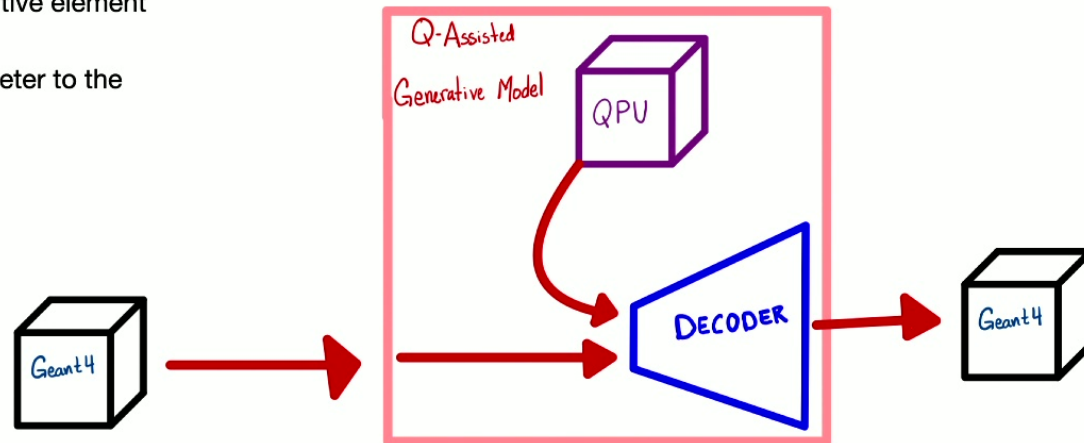 tive element
eter to the
Q-Assisted
Generative Model
QPU
DECODER
Geant4
Geant4